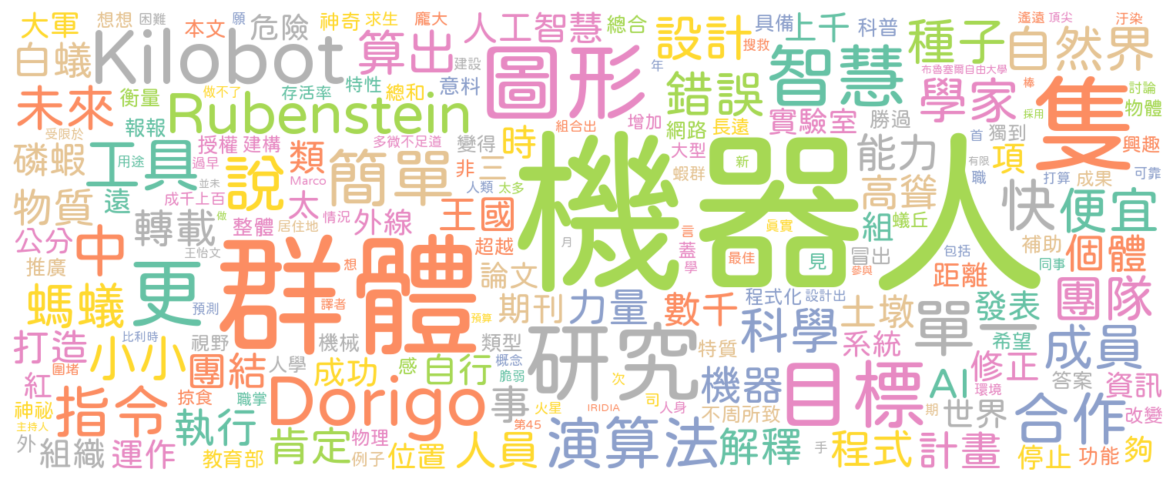 大軍 想想 困難 本文 願 危險 神奇 求生 龐大 人工智慧 總合 設計 上千 具備 科普 種子 遙遠 頂尖 汙染
白蟻 Kilobot 算出 圖形 建設 意料 搜救 年 智慧 自然界
布魯塞爾自由大學
未來 衡量 做不了 存活率 特性 總和 錯誤 學家 棒 討論 隻 物體
受限於 報報 Rubenstein 組合出 增加 網路 長遠 實驗室 勝過 採用 興趣
磷蝦 工具 用途 授權 建構 過早 多微不足道 變得 時 大型 新 首 獨到
並未 說 類 簡單 非 三 蝦群 機器人 能力 有限 項
物質 遠 成千上百 Marco 太 人類 太多 高聳 職 打算 成果 可靠
公分 中 轉載 整體 做 情況 居住地 外線 王國 言 真實 組 蟻丘 快 便宜
推廣 王怡文 群體 想 月 超越 蓋 學 最佳 見 冒出 參與 包括 補助 同事 個體
螞蟻 更 預測 譯者 論文 距離
比利時 預算 期刊 力量 數千 程式化 設計出 土墩 單一 發表 團隊
打造 小小 視野 機械 類型 研究 特質 科學 系統 希望 成員
圍堵 團結 人學 成功 感 自行 概念 脆弱 機器 目標 修正 答案
紅 掠食 職掌 Dorigo 事 次 司 人身 AI 環境 資訊
神祕 指令 火星 IRIDIA 不周所致 世界 期 合作 改變
主持人 執行 第45
外 組織 運作 教育部 肯定 物理 例子 位置 人員 演算法 解釋 手 程式 計畫 停止 功能 夠